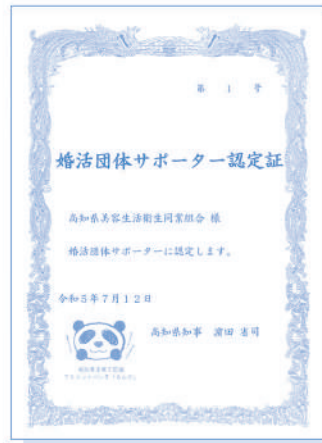 第 1 号
婚活団体サポーター認定証
高知県美容生活衛生同業組合 様
婚活団体サポーターに認定します。
令和5年7月12日
高知県知事 濵田 省司